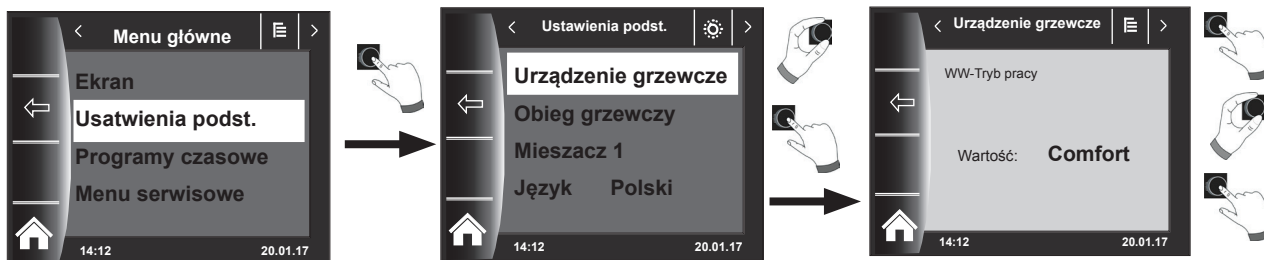 Menu główne
Ekran
Usatwienia podst.
Programy czasowe
Menu serwisowe
14:12 20.01.17
Ustawienia podst.
Urządzenie grzewcze
Obieg grzewczy
Mieszacz 1
Język Polski
14:12 20.01.17
Urządzenie grzewcze
WW-Tryb pracy
Wartość: Comfort
14:12 20.01.17